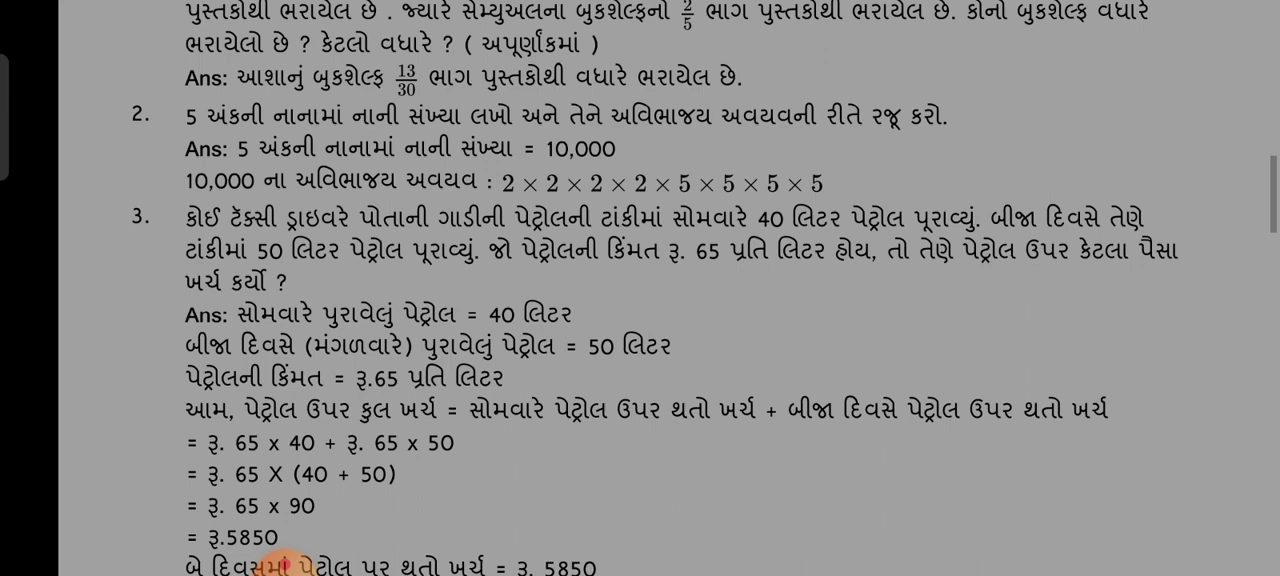 પુસ્તકોથી ભરાયેલ છે . જ્યારે સેમ્યુઅલના બુકશેલ્ફનો 2/5 ભાગ પુસ્તકોથી ભરાયેલ છે. કોનો બુકશેલ્ફ વધારે
ભરાયેલો છે ? કેટલો વધારે ? ( અપૂર્ણાંકમાં )
Ans: આશાનું બુકશેલ્ફ 13/30 ભાગ પુસ્તકોથી વધારે ભરાયેલ છે.
2. 5 અંકની નાનામાં નાની સંખ્યા લખો અને તેને અવિભાજય અવયવની રીતે રજૂ કરો.
Ans: 5 અંકની નાનામાં નાની સંખ્યા = 10,000
10,000 ના અવિભાજય અવયવ : 2 × 2 × 2 × 2 × 5 × 5 × 5 × 5
3. કોઈ ટૅક્સી ડ્રાઇવરે પોતાની ગાડીની પેટ્રોલની ટાંકીમાં સોમવારે 40 લિટર પેટ્રોલ પૂરાવ્યું. બીજા દિવસે તેણે
ટાંકીમાં 50 લિટર પેટ્રોલ પૂરાવ્યું. જો પેટ્રોલની કિંમત રૂ. 65 પ્રતિ લિટર હોય, તો તેણે પેટ્રોલ ઉપર કેટલા પૈસા
ખર્ચ કર્યો ?
Ans: સોમવારે પુરાવેલું પેટ્રોલ = 40 લિટર
બીજા દિવસે (મંગળવારે) પુરાવેલું પેટ્રોલ = 50 લિટર
પેટ્રોલની કિંમત = રૂ.65 પ્રતિ લિટર
આમ, પેટ્રોલ ઉપર કુલ ખર્ચ = સોમવારે પેટ્રોલ ઉપર થતો ખર્ચ + બીજા દિવસે પેટ્રોલ ઉપર થતો ખર્ચ
= રૂ. 65 x 40 + રૂ. 65 x 50
= રૂ. 65 X (40 + 50)
= રૂ. 65 x 90
= રૂ.5850
બે દિવસમાં પેટ્રોલ પર થતો ખર્ચ = રૂ. 5850